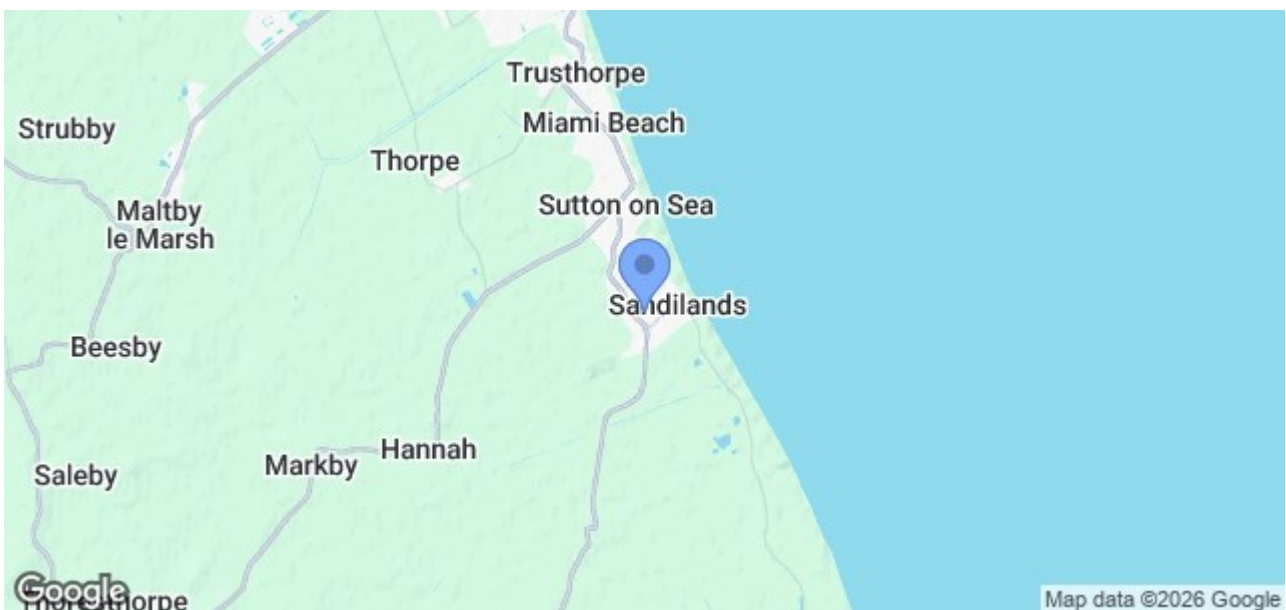 Trusthorpe
Miami Beach
Strubby
Thorpe
Sutton on Sea
Maltby
le Marsh
Sandilands
Beesby
Hannah
Markby
Saleby
Google
Map data ©2026 Google